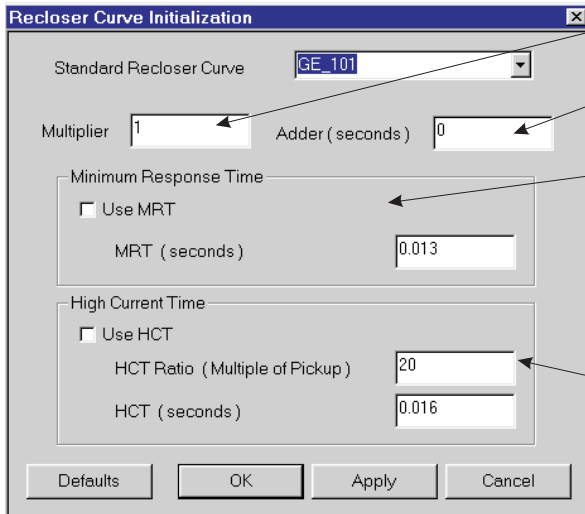 Recloser Curve Initialization
Standard Recloser Curve GE_101
Multiplier 1 Adder ( seconds ) 0
Minimum Response Time
Use MRT
MRT ( seconds ) 0.013
High Current Time
Use HCT
HCT Ratio ( Multiple of Pickup ) 20
HCT ( seconds ) 0.016
Defaults OK Apply Cancel